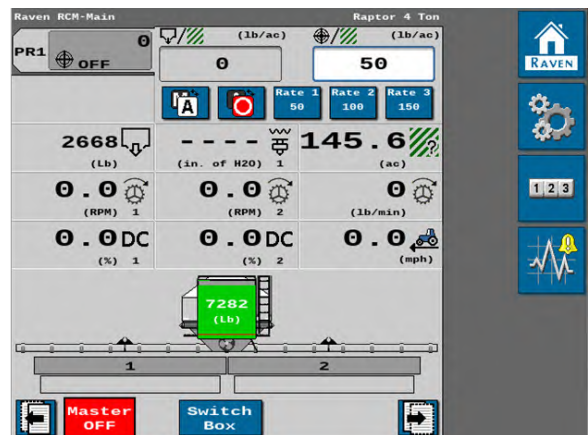 Raven RCM-Main Raptor 4 Ton
PR1 0 OFF
(lb/ac) (lb/ac)
0 50
A Rate 1 50 Rate 2 100 Rate 3 150
RAVEN
2668 ---- 145.6 ?
(Lb) (in. of H2O) 1 (ac)
0.0 0.0 0
(RPM) 1 (RPM) 2 (lb/min)
1 2 3
0.0 DC 0.0 DC 0.0
(%) 1 (%) 2 (mph)
7282
(Lb)
1 2
Master OFF
Switch Box